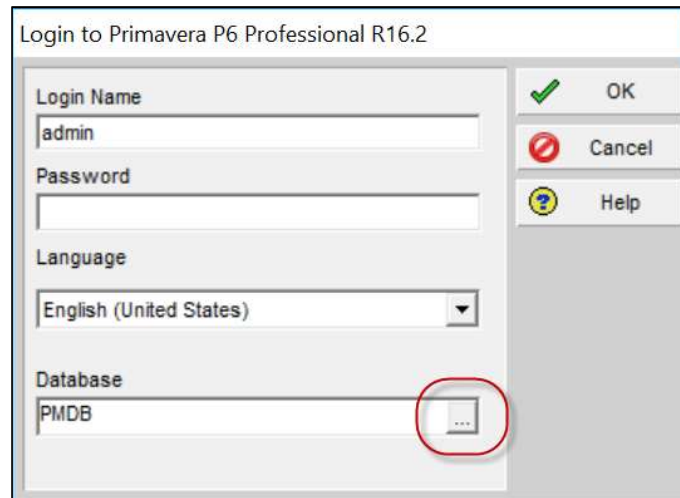 Login to Primavera P6 Professional R16.2
Login Name
admin
Password
Language
English (United States)
Database
PMDB
...
OK
Cancel
Help